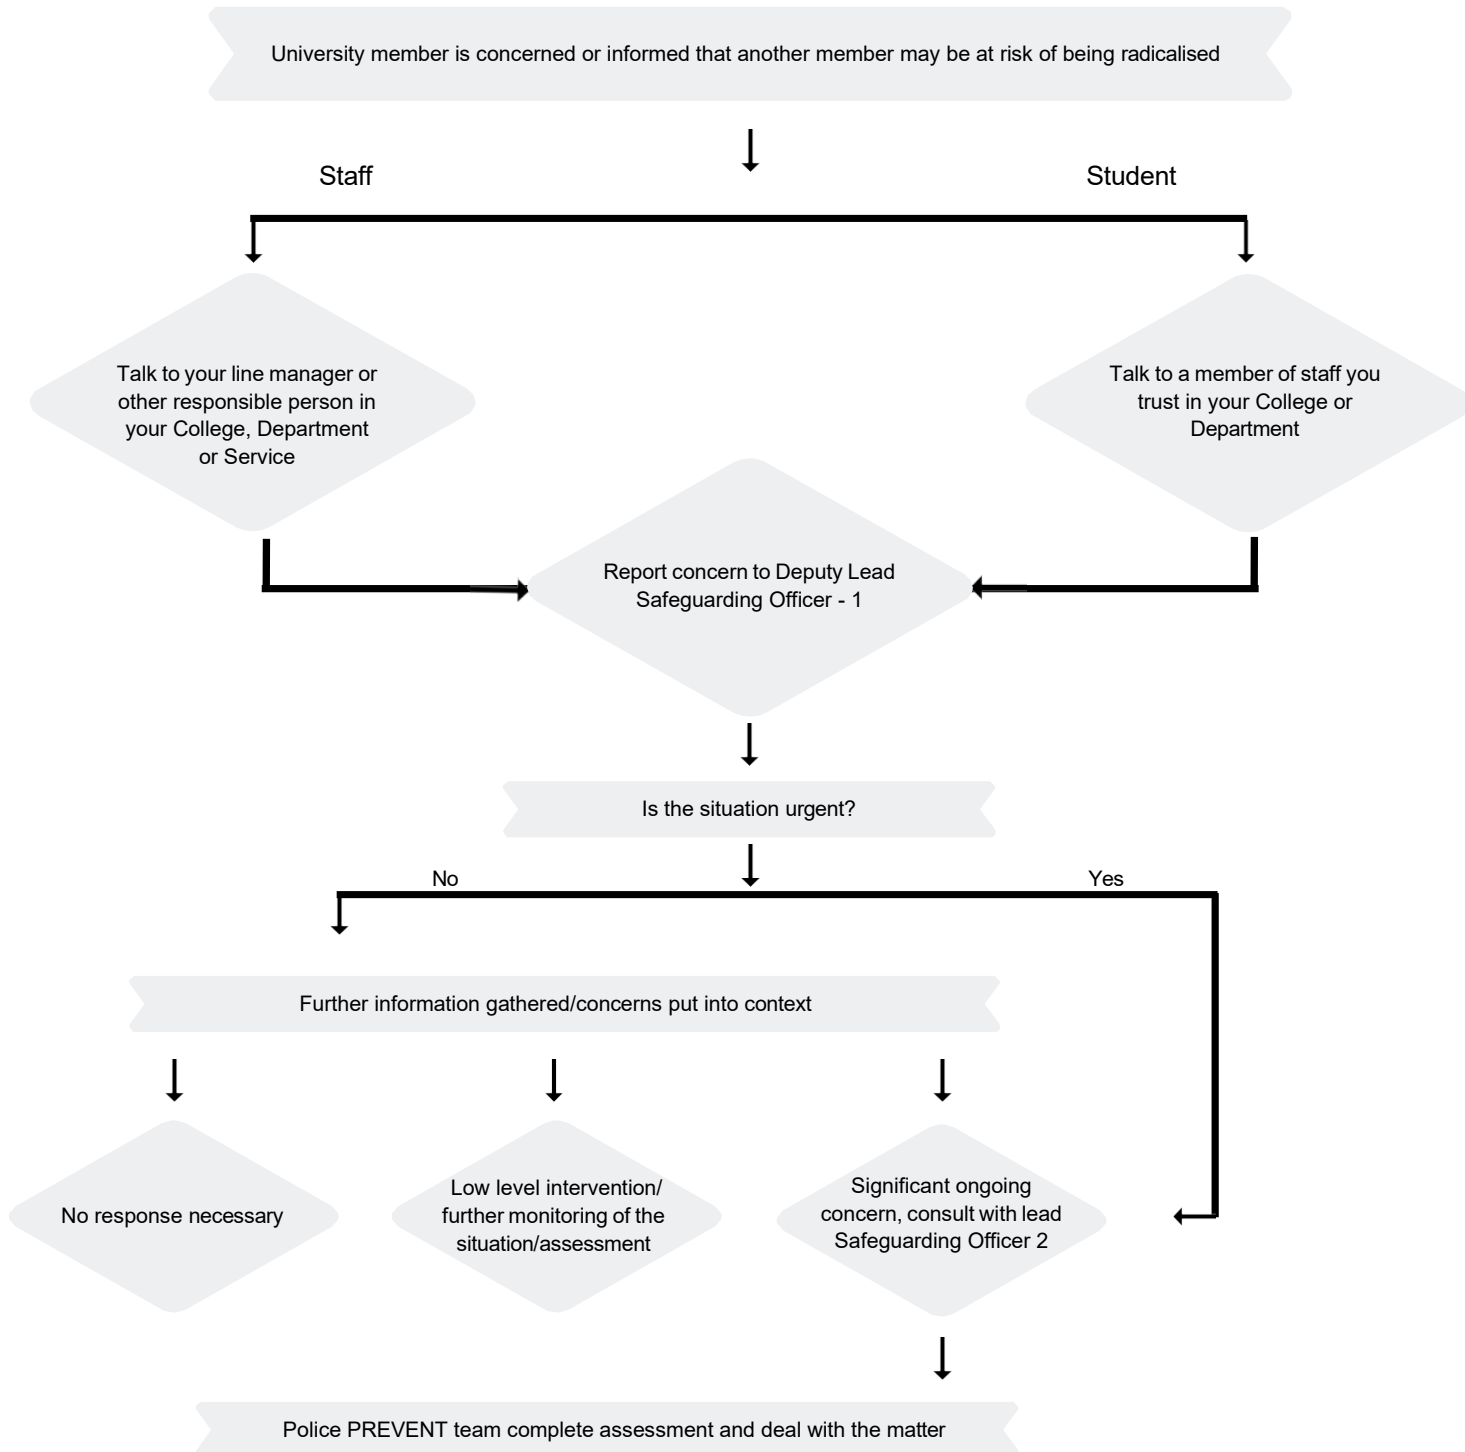 University member is concerned or informed that another member may be at risk of being radicalised
Staff
Student
Talk to your line manager or
other responsible person in
your College, Department
or Service
Talk to a member of staff you
trust in your College or
Department
Report concern to Deputy Lead
Safeguarding Officer - 1
Is the situation urgent?
No
Yes
Further information gathered/concerns put into context
No response necessary
Low level intervention/
further monitoring of the
situation/assessment
Significant ongoing
concern, consult with lead
Safeguarding Officer 2
Police PREVENT team complete assessment and deal with the matter